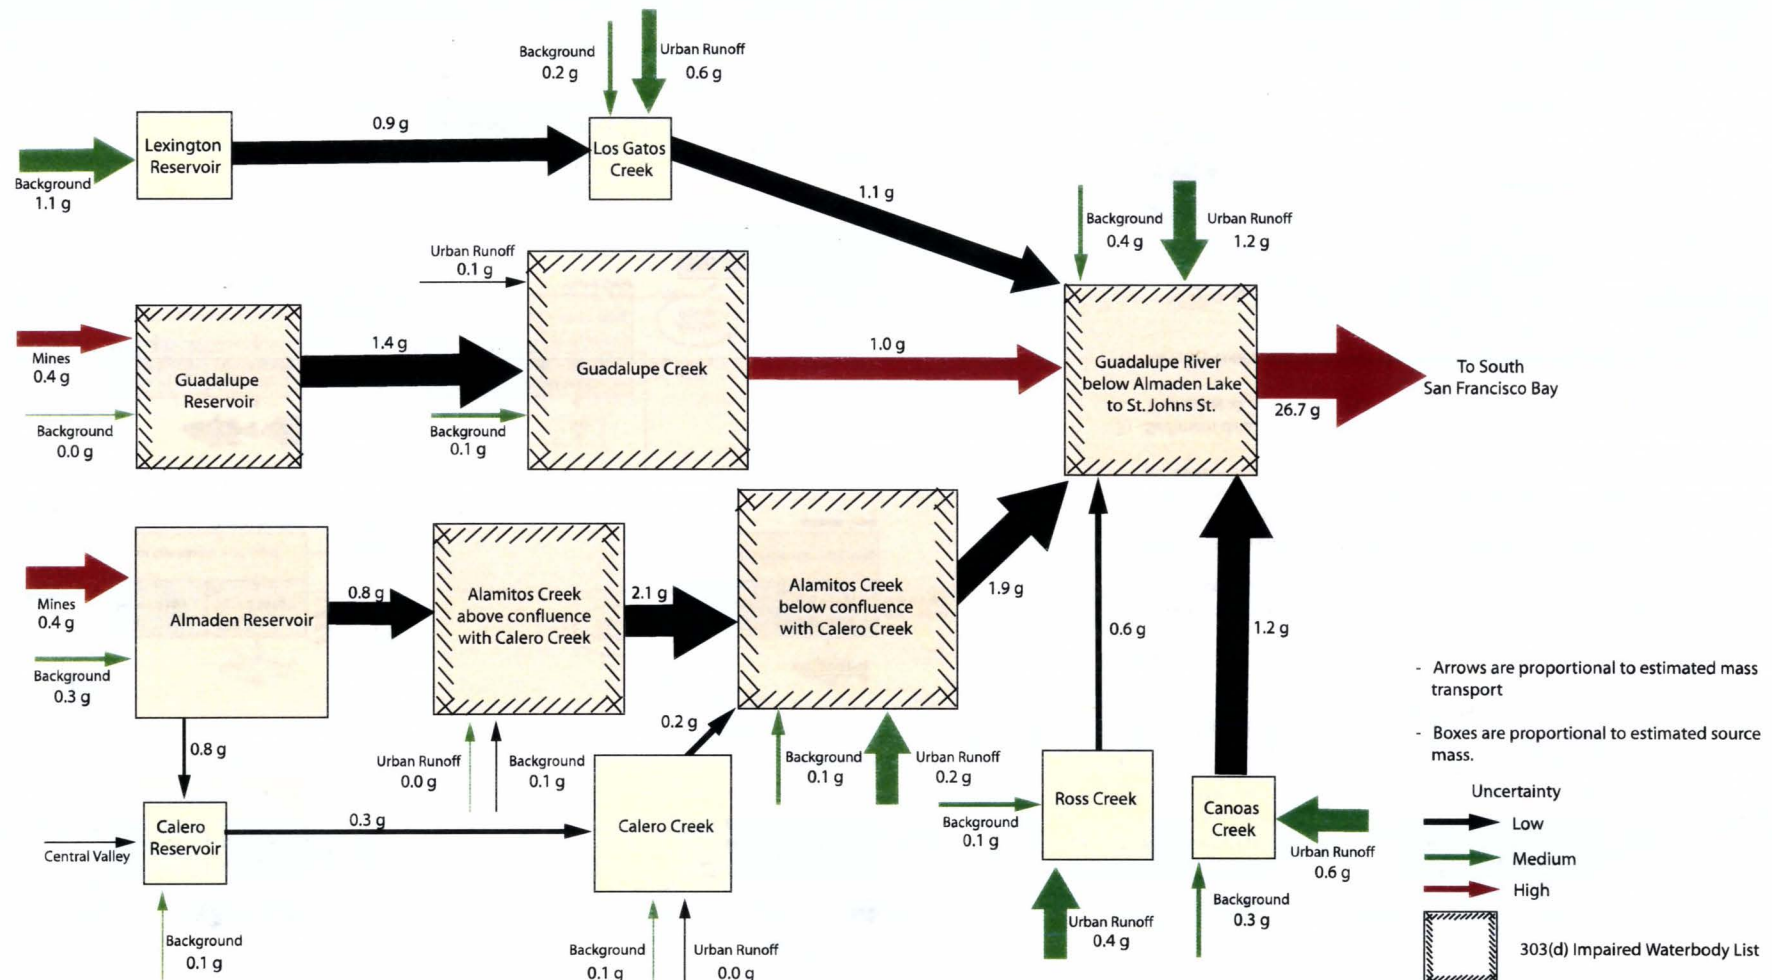 Background
0.2 g
Urban Runoff
0.6 g
Lexington
Reservoir
0.9 g
Los Gatos
Creek
Background
1.1 g
1.1 g
Background
0.4 g
Urban Runoff
1.2 g
Urban Runoff
0.1 g
Mines
0.4 g
Guadalupe
Reservoir
1.4 g
Guadalupe Creek
1.0 g
Guadalupe River
below Almaden Lake
to St. Johns St.
26.7 g
To South
San Francisco Bay
Background
0.0 g
Background
0.1 g
Mines
0.4 g
Almaden Reservoir
0.8 g
Alamitos Creek
above confluence
with Calero Creek
2.1 g
Alamitos Creek
below confluence
with Calero Creek
1.9 g
Background
0.3 g
0.6 g
1.2 g
0.8 g
Urban Runoff
0.0 g
Background
0.1 g
0.2 g
Background
0.1 g
Urban Runoff
0.2 g
Central Valley
Calero
Reservoir
0.3 g
Calero Creek
Background
0.1 g
Ross Creek
Canoas
Creek
Urban Runoff
0.6 g
Background
0.1 g
Background
0.1 g
Urban Runoff
0.0 g
Urban Runoff
0.4 g
Background
0.3 g
- Arrows are proportional to estimated mass
transport
- Boxes are proportional to estimated source
mass.
Uncertainty
Low
Medium
High
303(d) Impaired Waterbody List